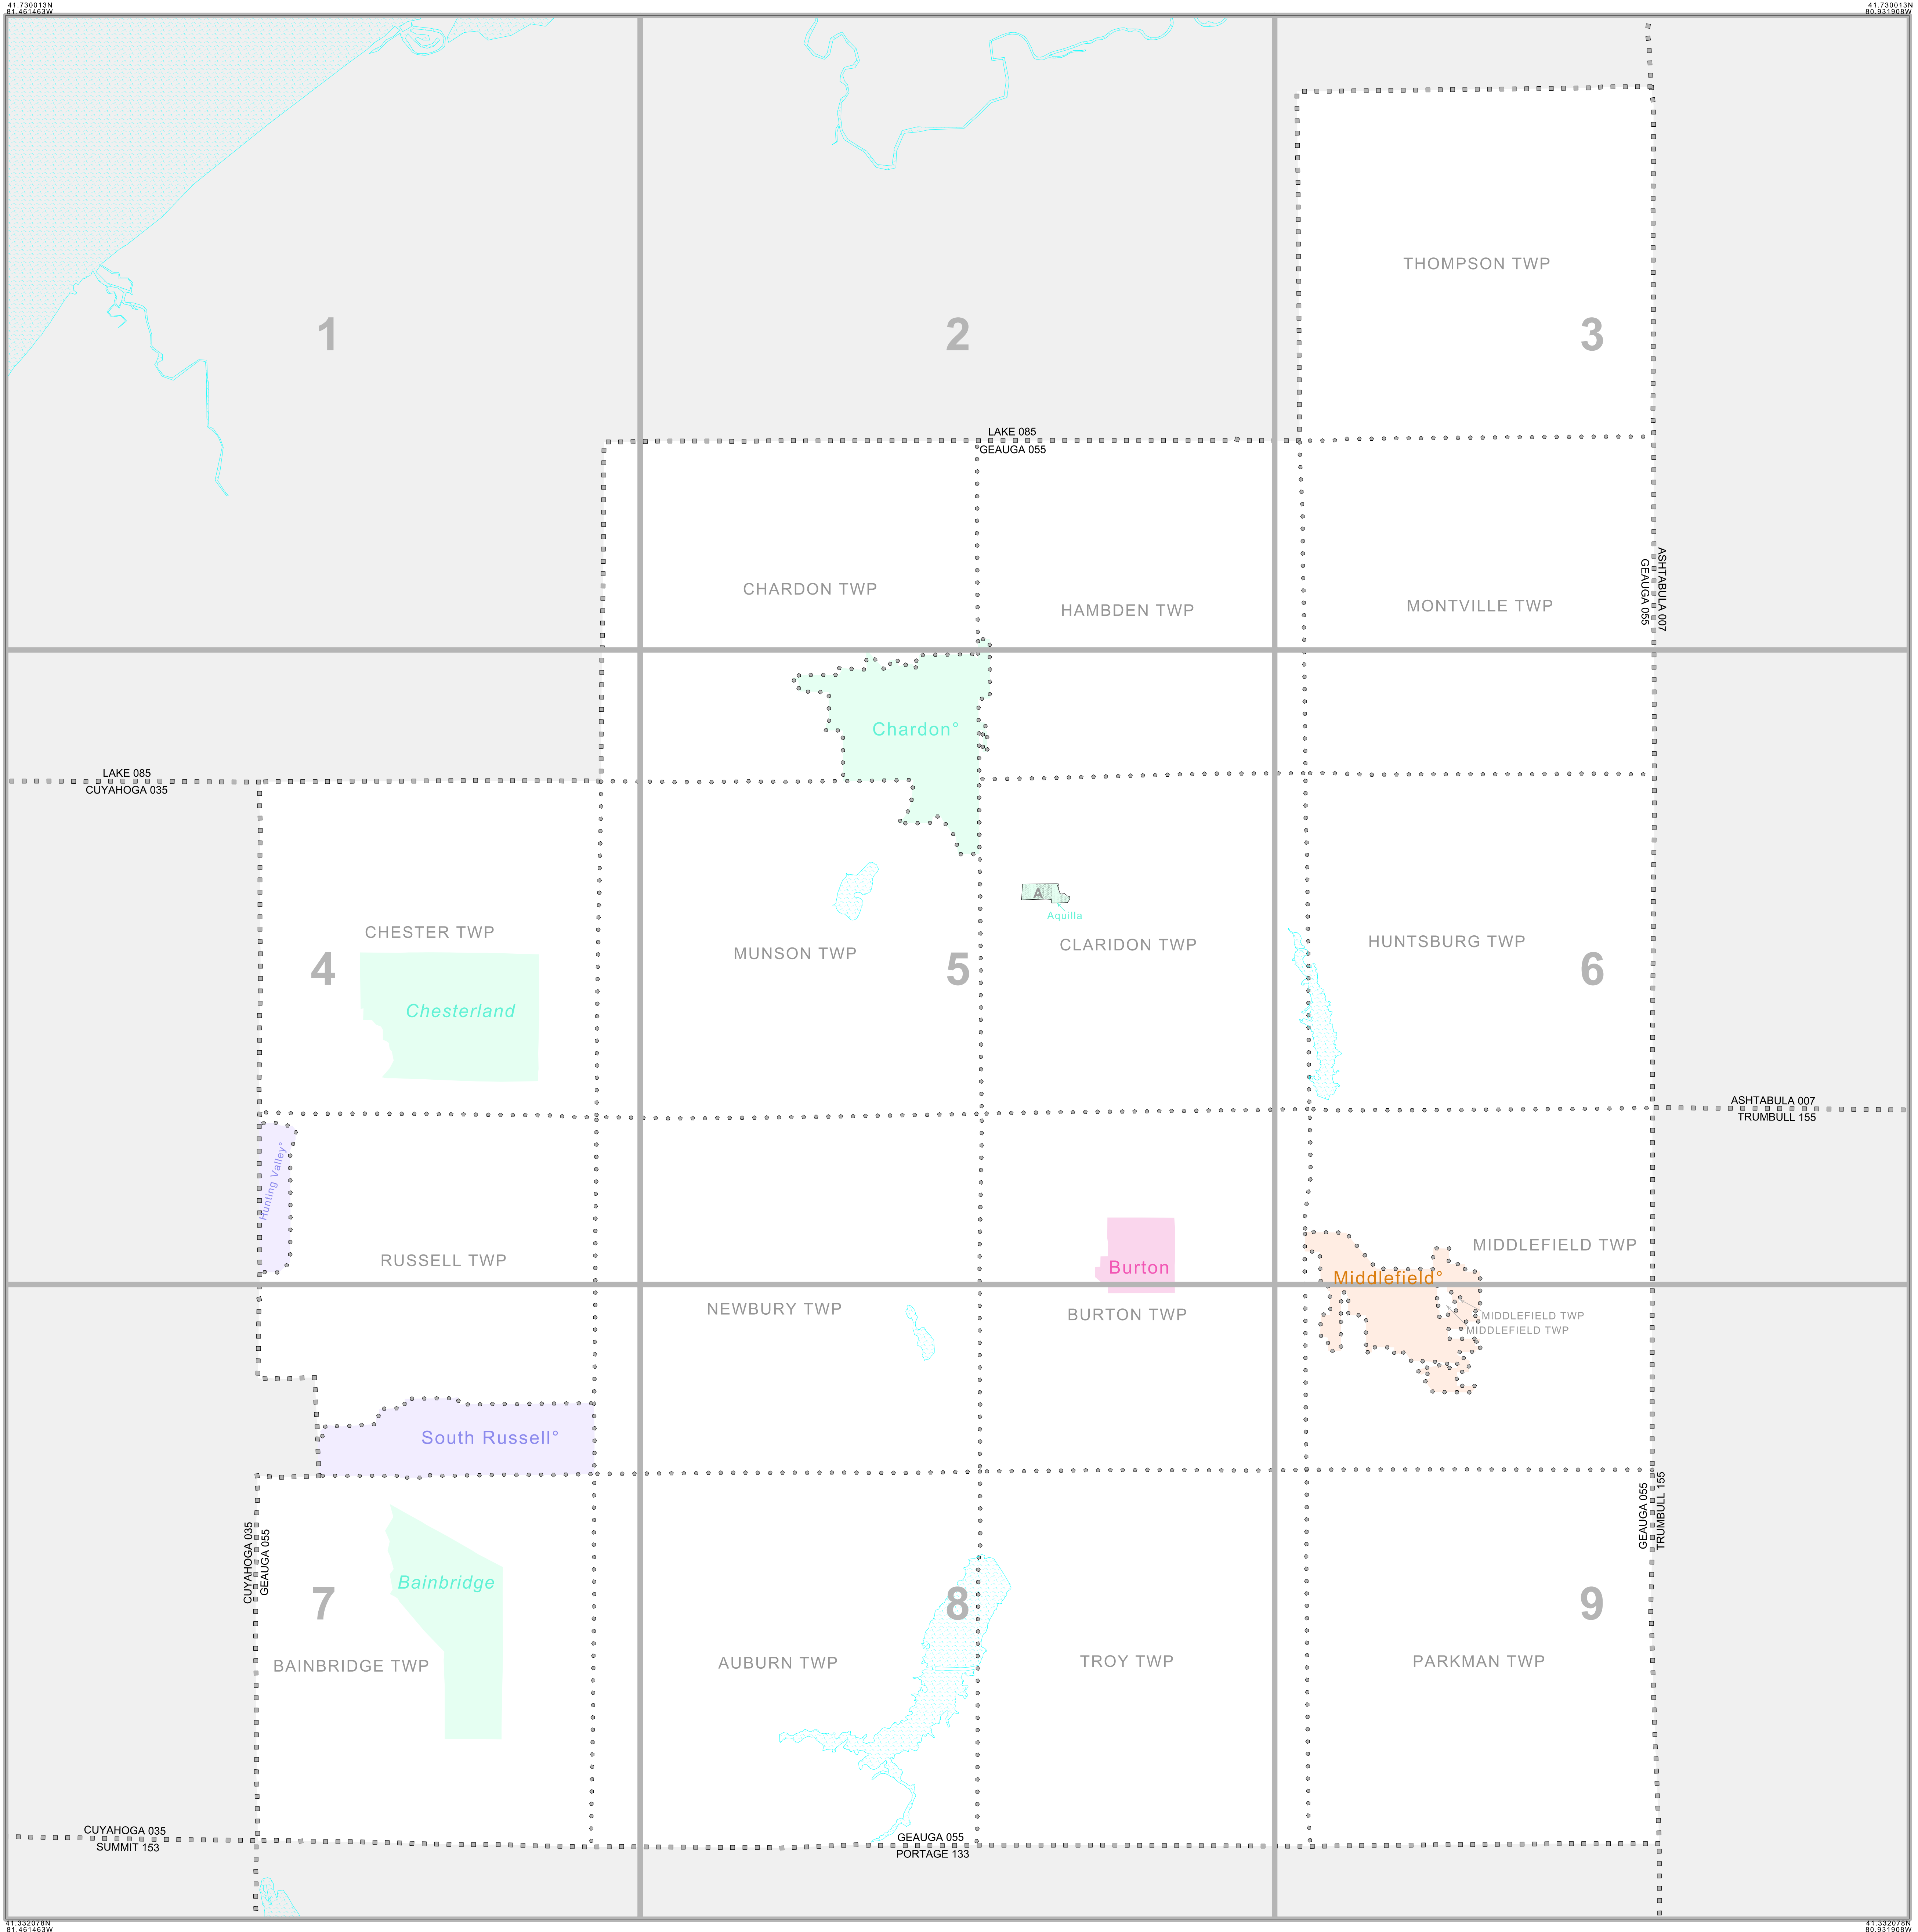 41.730013N
81.461463W
41.730013N
80.931908W
THOMPSON TWP
1
2
3
LAKE 085
GEAUGA 055
ASHTABULA 007
GEAUGA 055
CHARDON TWP
HAMBDEN TWP
MONTVILLE TWP
Chardon°
LAKE 085
CUYAHOGA 035
A
Aquilla
CHESTER TWP
MUNSON TWP
CLARIDON TWP
HUNTSBURG TWP
4
5
6
Chesterland
ASHTABULA 007
TRUMBULL 155
Hunting Valley°
RUSSELL TWP
MIDDLEFIELD TWP
Burton
Middlefield°
NEWBURY TWP
BURTON TWP
MIDDLEFIELD TWP
MIDDLEFIELD TWP
South Russell°
CUYAHOGA 035
GEAUGA 055
GEAUGA 055
TRUMBULL 155
Bainbridge
7
8
9
BAINBRIDGE TWP
AUBURN TWP
TROY TWP
PARKMAN TWP
CUYAHOGA 035
SUMMIT 153
GEAUGA 055
PORTAGE 133
41.332078N
81.461463W
41.332078N
80.931908W